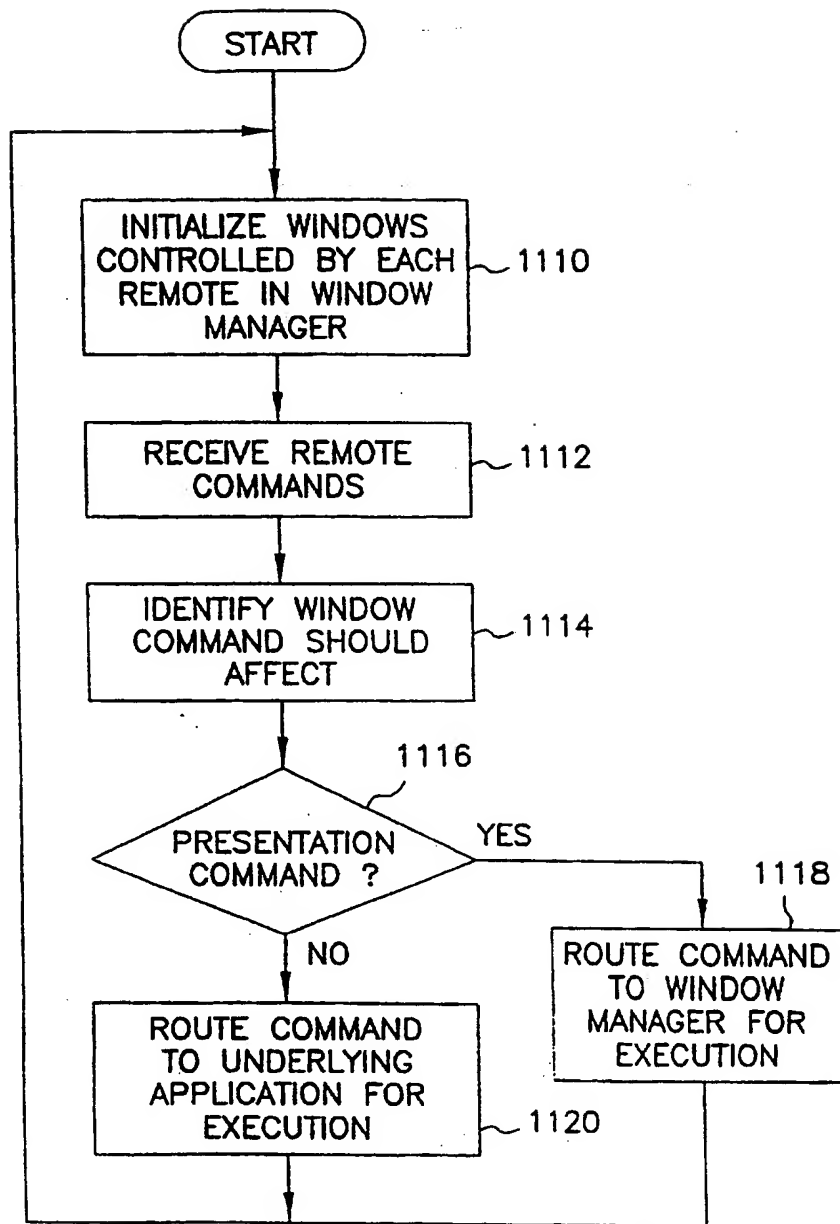 START
INITIALIZE WINDOWS
CONTROLLED BY EACH
REMOTE IN WINDOW
MANAGER
1110
RECEIVE REMOTE
COMMANDS
1112
IDENTIFY WINDOW
COMMAND SHOULD
AFFECT
1114
1116
PRESENTATION
COMMAND ?
YES
NO
1118
ROUTE COMMAND
TO WINDOW
MANAGER FOR
EXECUTION
ROUTE COMMAND
TO UNDERLYING
APPLICATION FOR
EXECUTION
1120